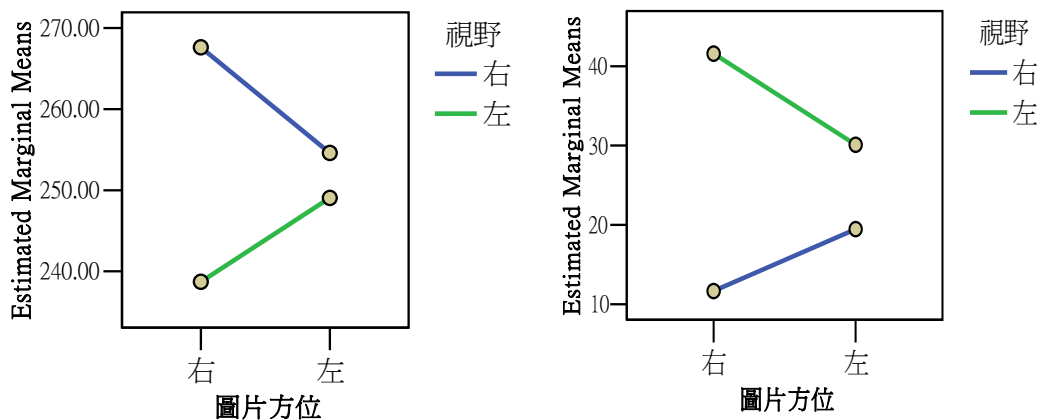 Estimated Marginal Means
270.00
260.00
250.00
240.00
右
左
圖片方位
視野
右
左
Estimated Marginal Means
40
30
20
10
右
左
圖片方位
視野
右
左